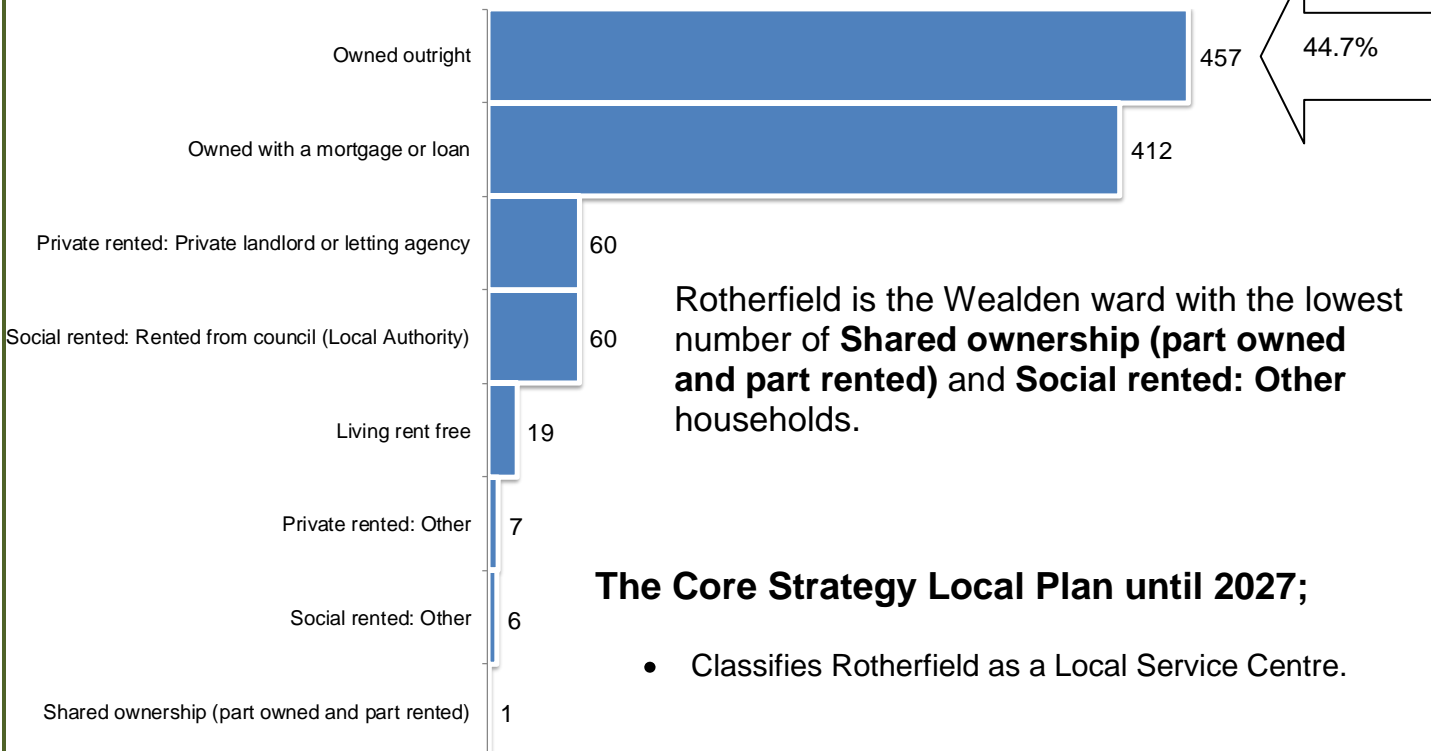 Owned outright
457
44.7%
Owned with a mortgage or loan
412
Private rented: Private landlord or letting agency
60
Social rented: Rented from council (Local Authority)
60
Living rent free
19
Private rented: Other
7
Social rented: Other
6
Shared ownership (part owned and part rented)
1
Rotherfield is the Wealden ward with the lowest
number of Shared ownership (part owned
and part rented) and Social rented: Other
households.
The Core Strategy Local Plan until 2027;
• Classifies Rotherfield as a Local Service Centre.